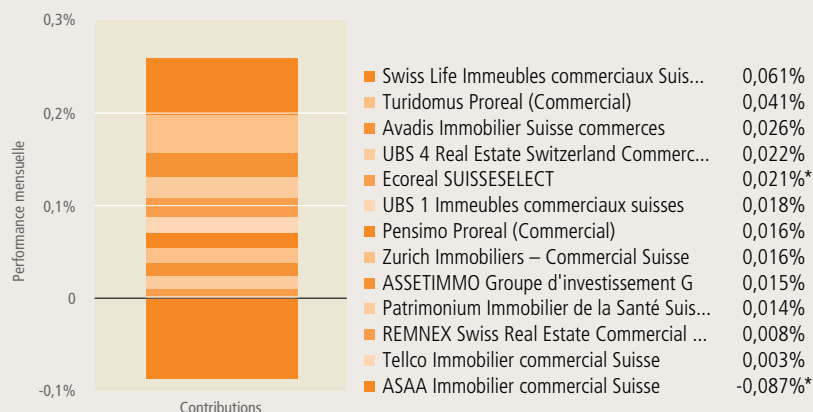 0,3%
0,2%
0,1%
0
-0,1%
Performance mensuelle
Contributions
Swiss Life Immeubles commerciaux Suis... 0,061%
Turidomus Proreal (Commercial) 0,041%
Avadis Immobilier Suisse commerces 0,026%
UBS 4 Real Estate Switzerland Commerc... 0,022%
Ecoreal SUISSESELECT 0,021%*
UBS 1 Immeubles commerciaux suisses 0,018%
Pensimo Proreal (Commercial) 0,016%
Zurich Immobiliers – Commercial Suisse 0,016%
ASSETIMMO Groupe d'investissement G 0,015%
Patrimonium Immobilier de la Santé Suis... 0,014%
REMNEX Swiss Real Estate Commercial ... 0,008%
Tellco Immobilier commercial Suisse 0,003%
ASAA Immobilier commercial Suisse -0,087%*